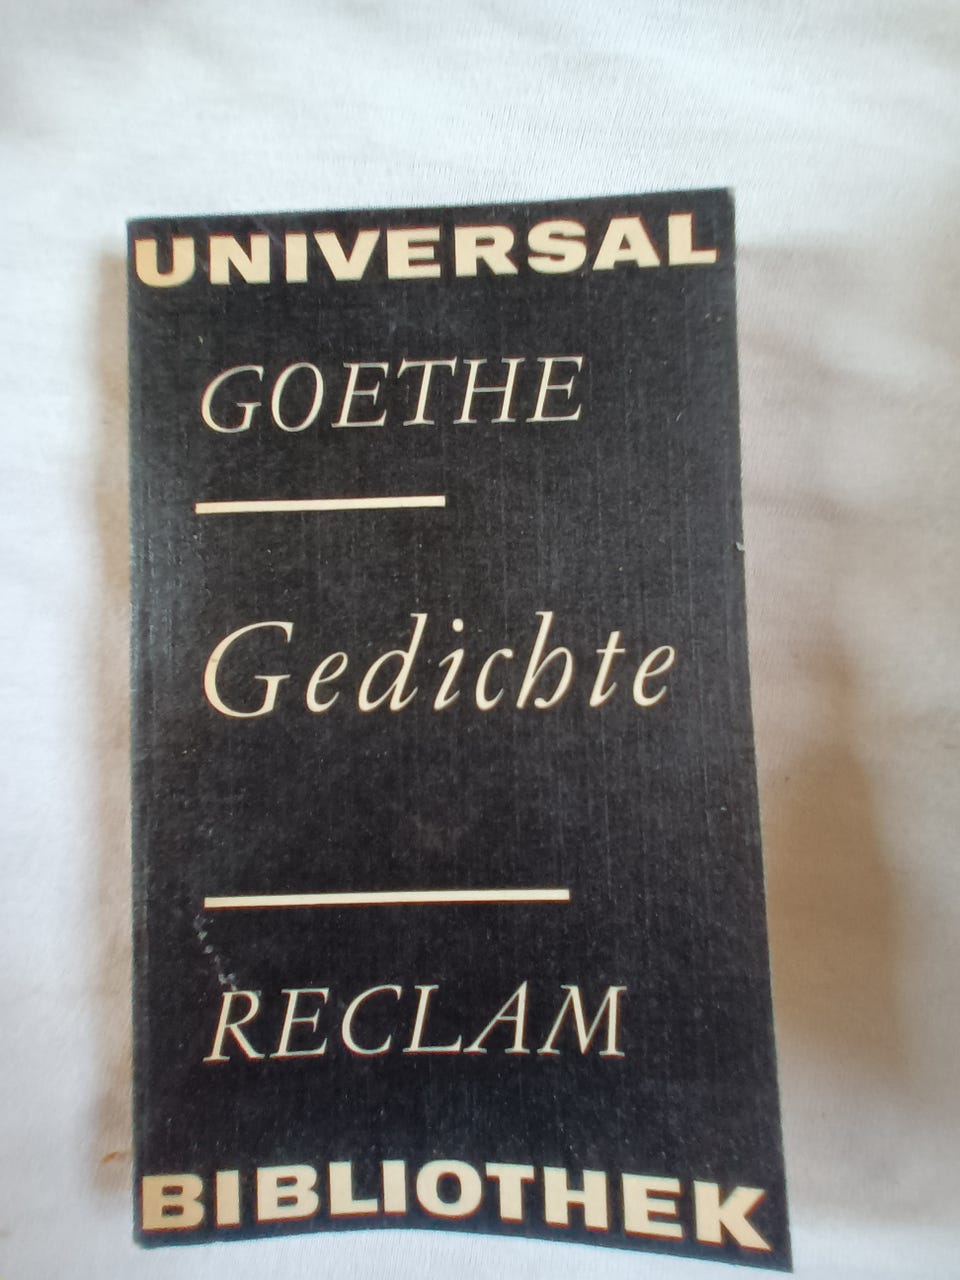 UNIVERSAL
GOETHE
Gedichte
RECLAM
BIBLIOTHEK